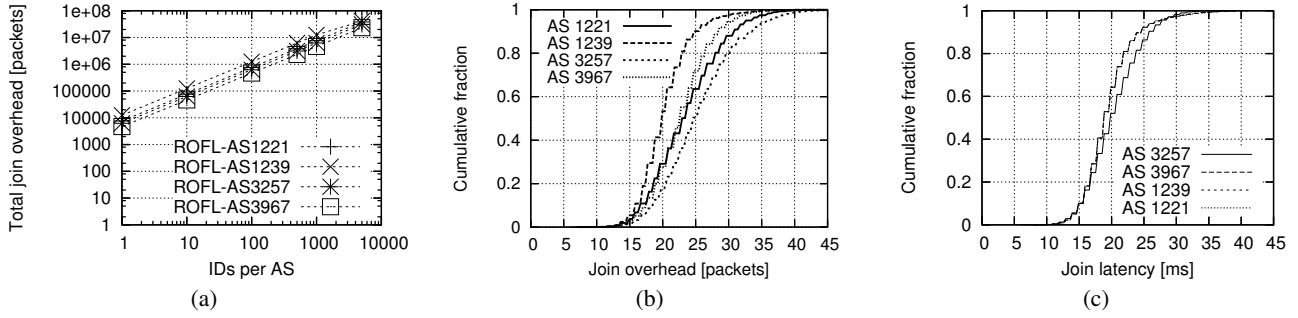 Total join overhead [packets]
1e+08
1e+07
1e+06
100000
10000
1000
100
10
1
ROFL-AS1221
ROFL-AS1239
ROFL-AS3257
ROFL-AS3967
1 10 100 1000 10000
IDs per AS
(a)
Cumulative fraction
1
0.8
0.6
0.4
0.2
0
AS 1221
AS 1239
AS 3257
AS 3967
0 5 10 15 20 25 30 35 40 45
Join overhead [packets]
(b)
Cumulative fraction
1
0.8
0.6
0.4
0.2
0
AS 3257
AS 3967
AS 1239
AS 1221
0 5 10 15 20 25 30 35 40 45
Join latency [ms]
(c)